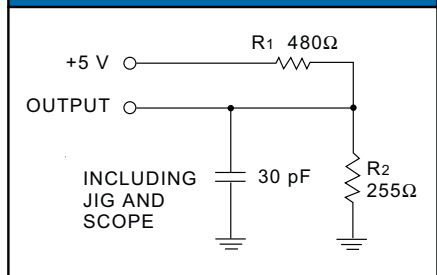 R1 480Ω
+5 V
OUTPUT
INCLUDING
JIG AND
SCOPE
30 pF
R2
255Ω